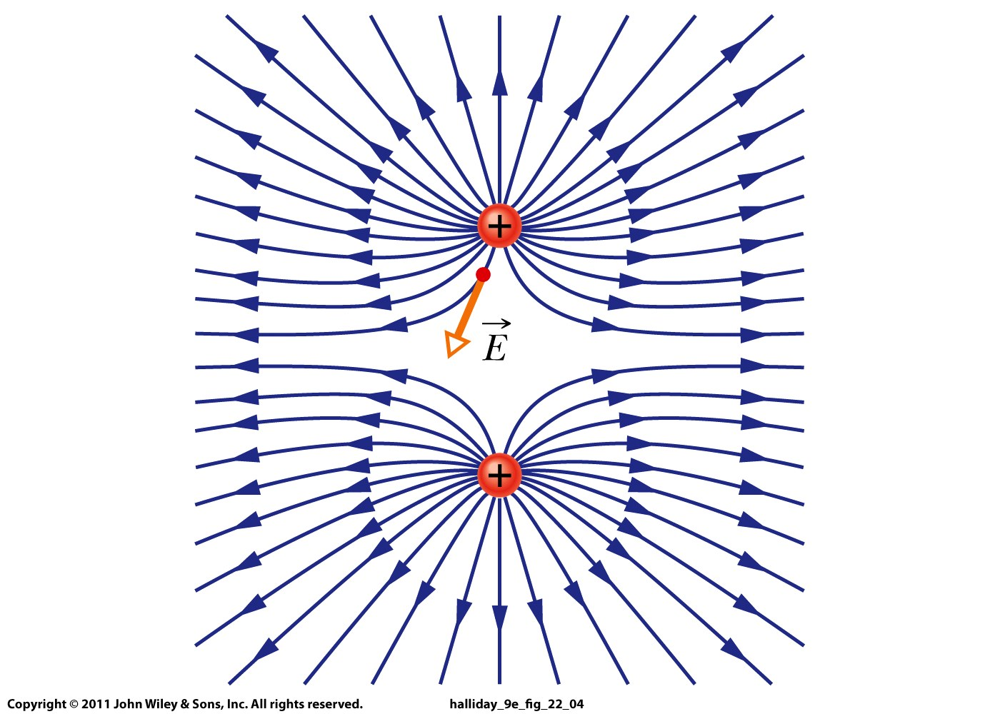 +
E
+
Copyright © 2011 John Wiley & Sons, Inc. All rights reserved. halliday_9e_fig_22_04